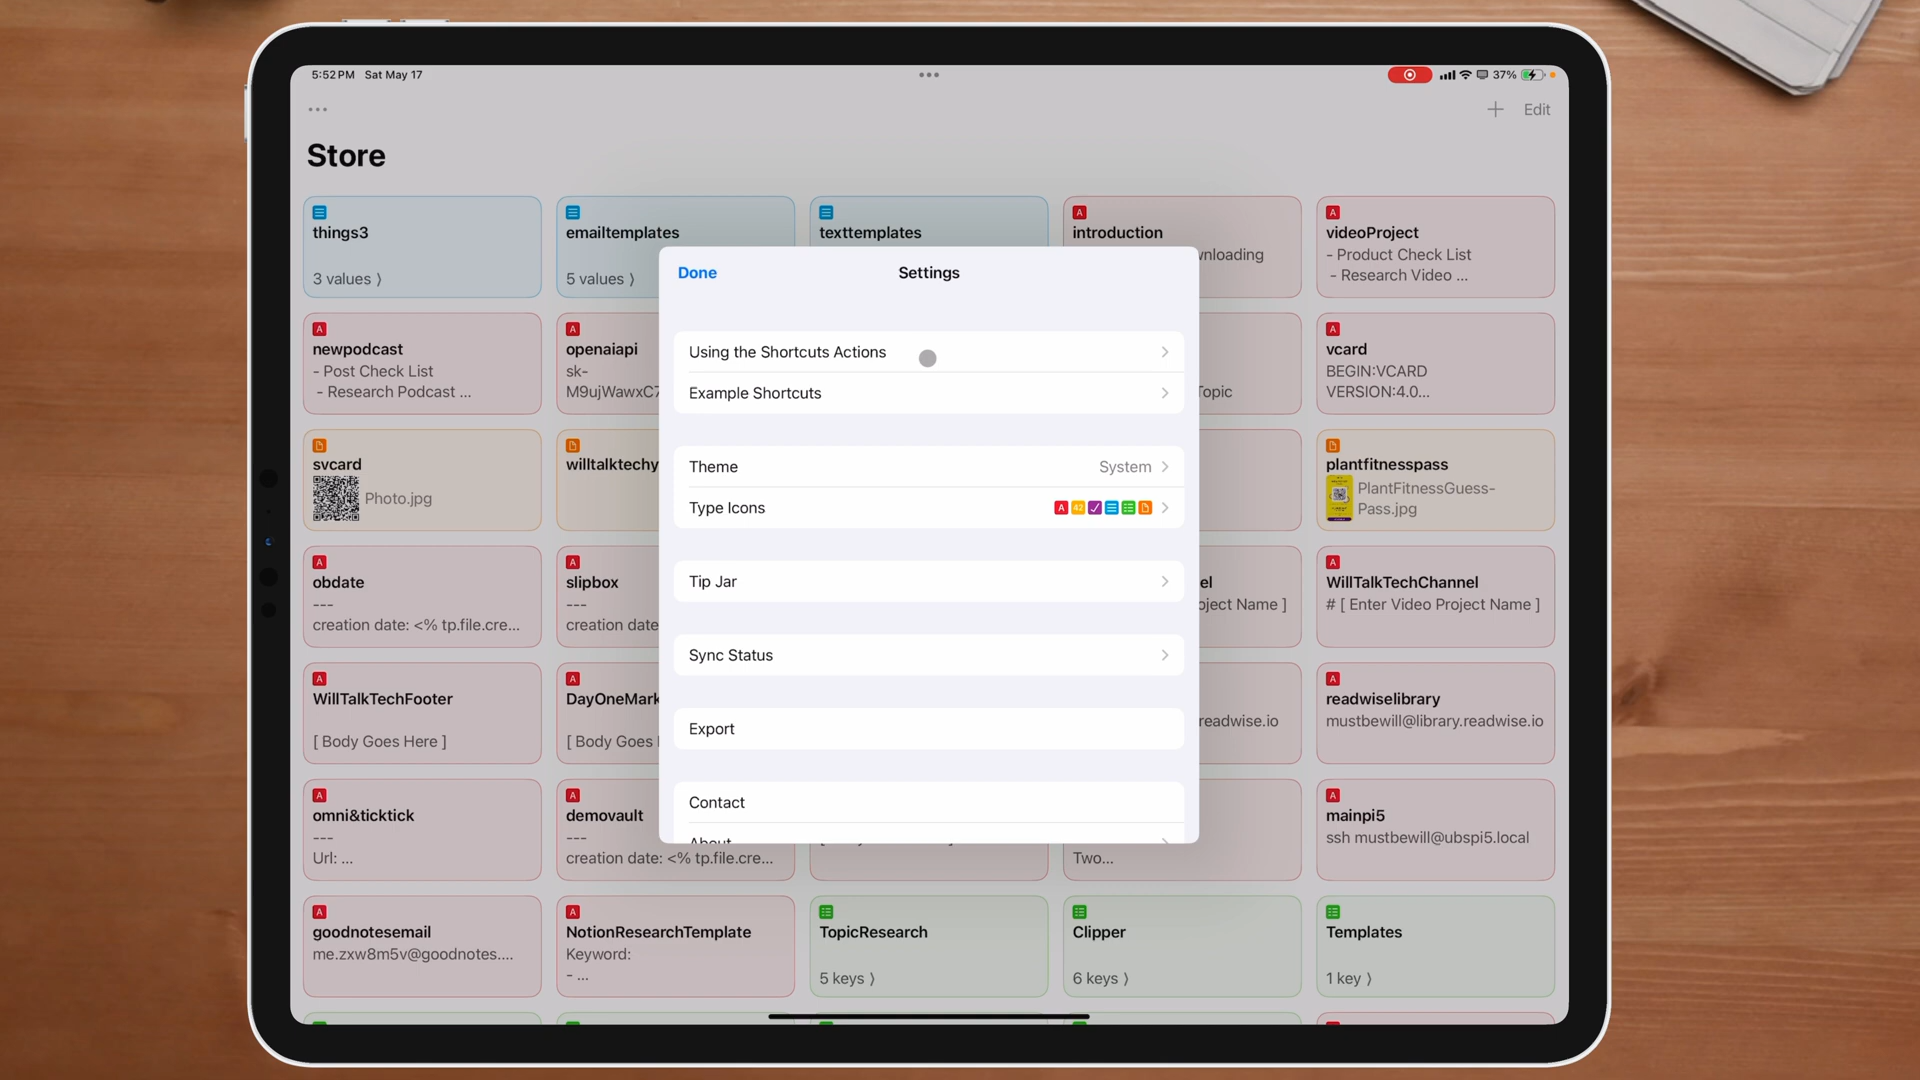 5:52 PM Sat May 17
37%
Edit
Store
things3
3 values
emailtemplates
5 values
texttemplates
introduction
wnloading
videoProject
- Product Check List
- Research Video ...
Done
Settings
Using the Shortcuts Actions
Example Shortcuts
Theme
System
Type Icons
A 42
Tip Jar
Sync Status
Export
Contact
About
newpodcast
- Post Check List
- Research Podcast ...
openaiapi
sk-
M9ujWawxC7
opic
vcard
BEGIN:VCARD
VERSION:4.0...
svcard
Photo.jpg
willtalktechy
plantfitnesspass
PlantFitnessGuess-
Pass.jpg
obdate
---
creation date: <% tp.file.cre...
slipbox
---
creation date
el
oject Name ]
WillTalkTechChannel
# [ Enter Video Project Name ]
WillTalkTechFooter
[ Body Goes Here ]
DayOneMark
[ Body Goes
readwise.io
readwiselibrary
mustbewill@library.readwise.io
omni&ticktick
---
Url: ...
demovault
---
creation date: <% tp.file.cre...
Two...
mainpi5
ssh mustbewill@ubspi5.local
goodnotesemail
me.zxw8m5v@goodnotes....
NotionResearchTemplate
Keyword:
- ...
TopicResearch
5 keys
Clipper
6 keys
Templates
1 key